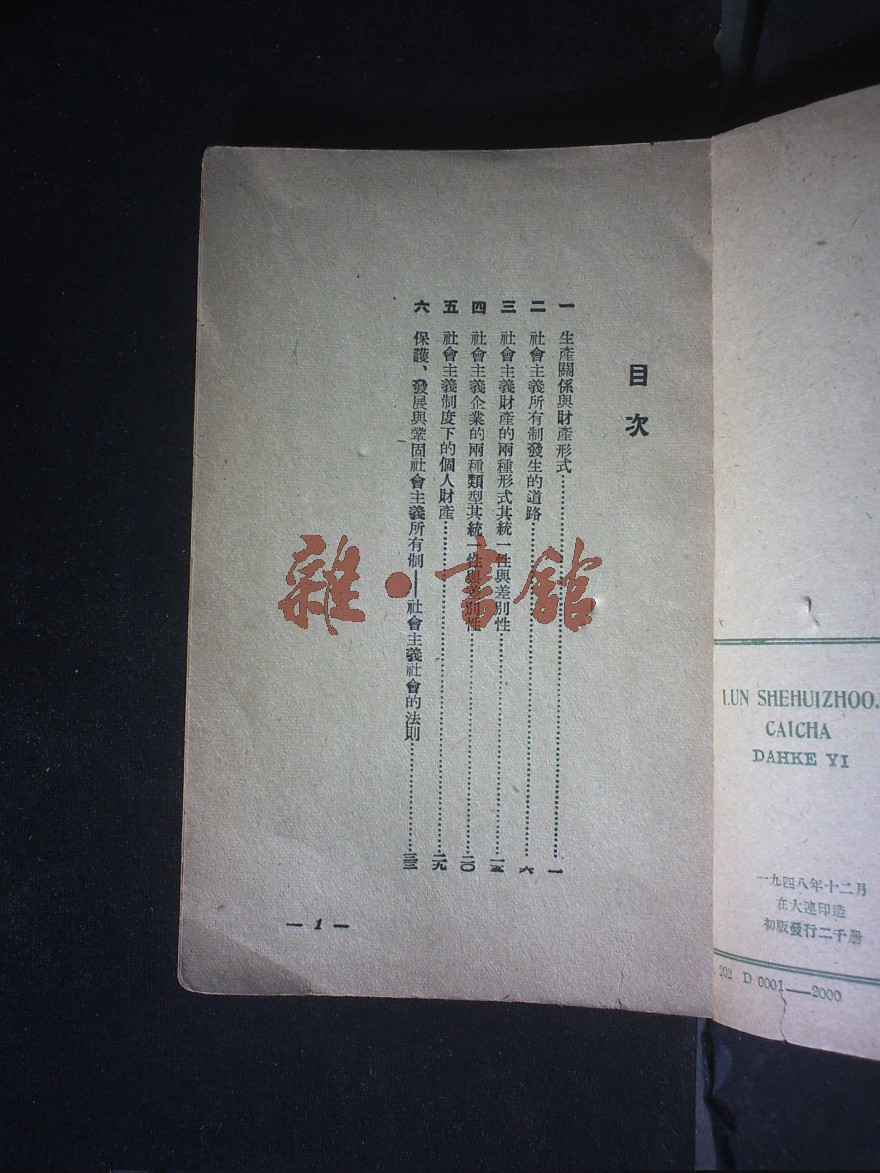 目次
一 生產關係與財產形式……一
二 社會主義所有制發生的道路……六
三 社會主義財產的兩種形式其統一性與差別性……一五
四 社會主義企業的兩種類型其統一性與差別性……二〇
五 社會主義制度下的個人財產……二九
六 保護、發展與鞏固社會主義所有制——社會主義社會的法則……三三
— 1 —
雜·書館
LUN SHEHUIZHOO
CAICHA
DAHKE YI
一九四八年十二月
在大連印造
初版發行二千册
202 D 0001——2000